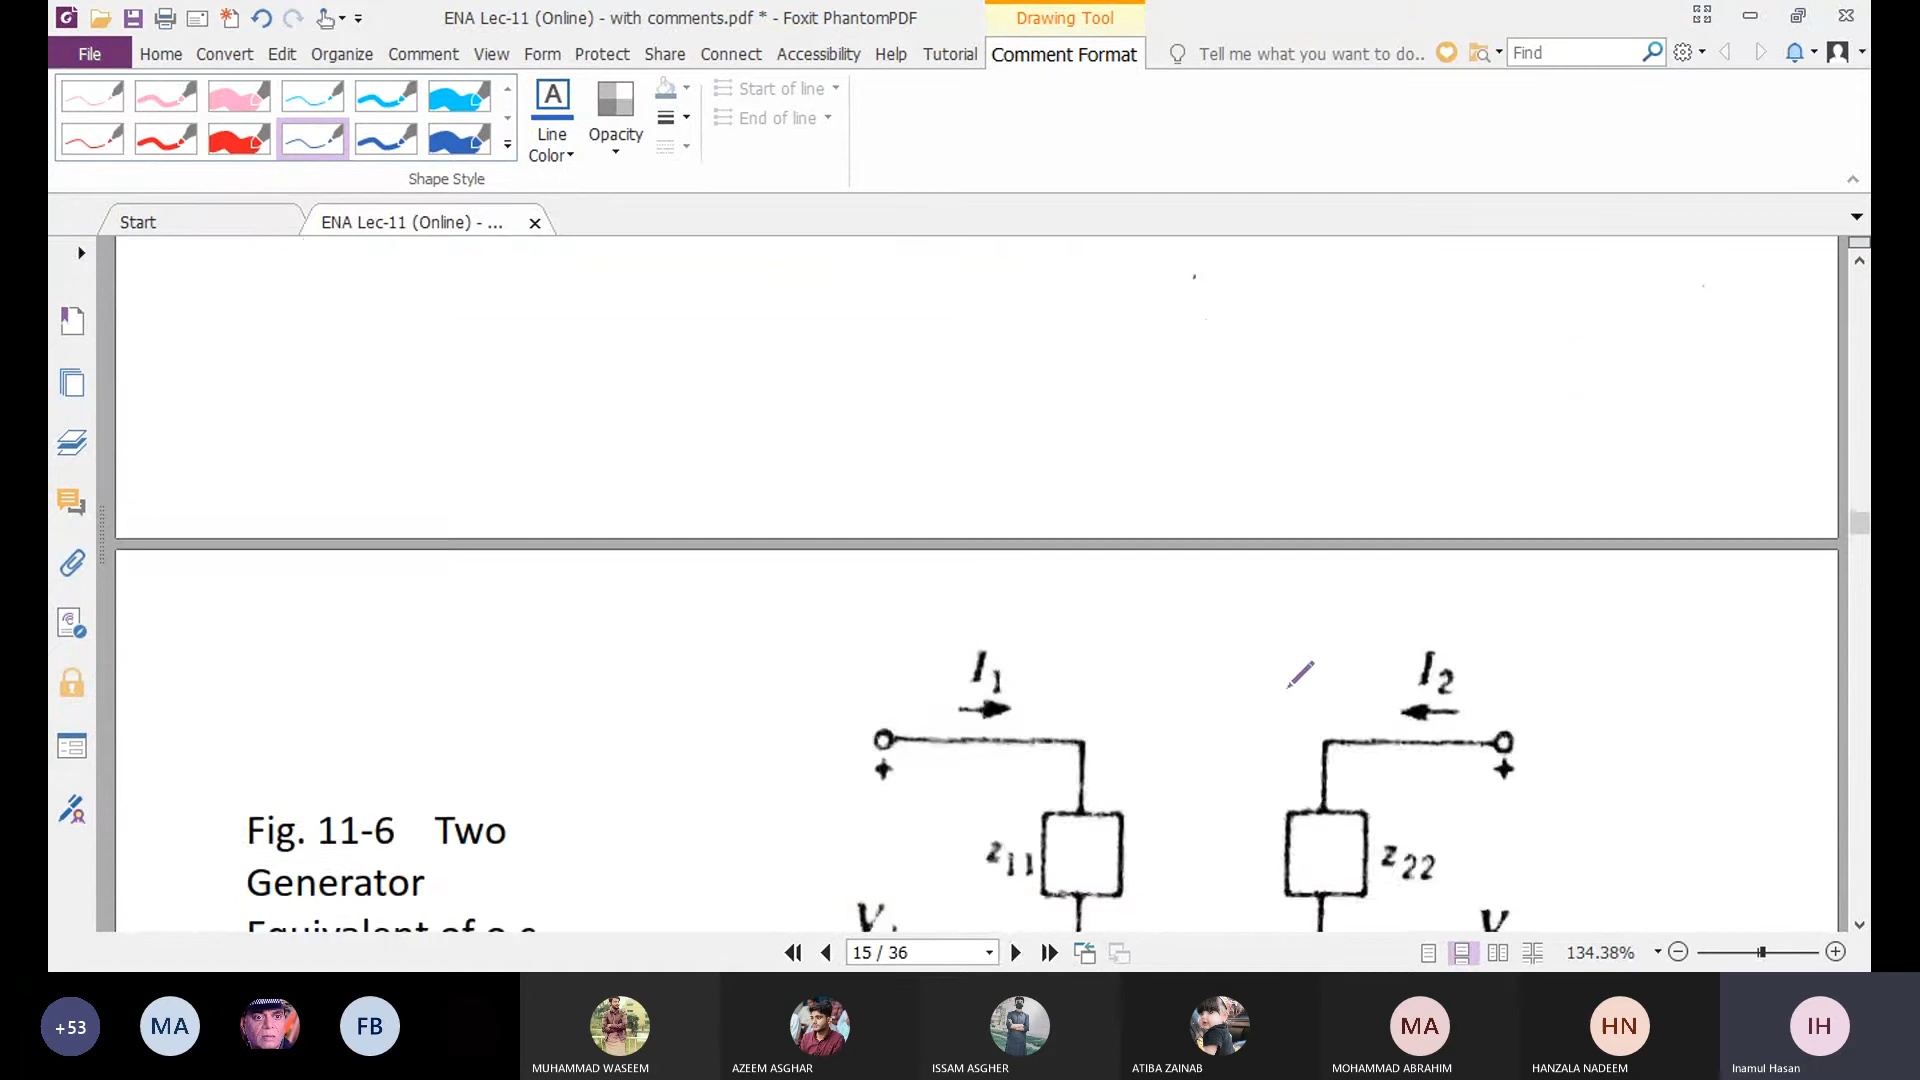 ENA Lec-11 (Online) - with comments.pdf * - Foxit PhantomPDF
Drawing Tool
File Home Convert Edit Organize Comment View Form Protect Share Connect Accessibility Help Tutorial Comment Format Tell me what you want to do.. Find
Line Color
Opacity
Start of line
End of line
Shape Style
Start
ENA Lec-11 (Online) - ...
I1
I2
+
+
Fig. 11-6 Two
Generator
z11
z22
V
V
15 / 36
134.38%
+53
MA
FB
MA
HN
IH
MUHAMMAD WASEEM
AZEEM ASGHAR
ISSAM ASGHER
ATIBA ZAINAB
MOHAMMAD ABRAHIM
HANZALA NADEEM
Inamul Hasan